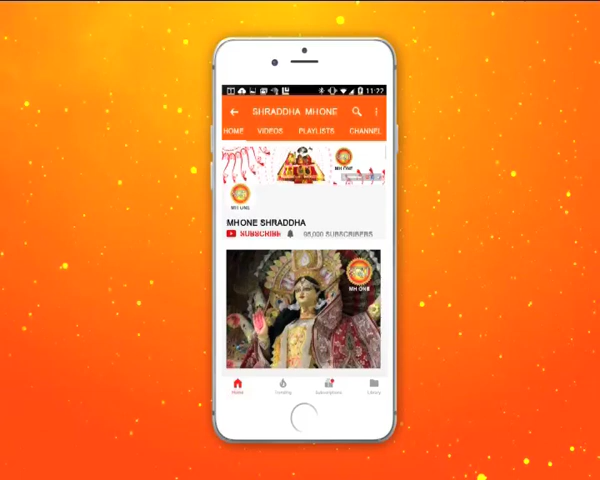 11:22
SHRADDHA MHONE
HOME VIDEOS PLAYLISTS CHANNEL
MH ONE
MH ONE
MHONE SHRADDHA
SUBSCRIBE SUBSCRIBERS
MH ONE
Home Trending Subscriptions Library